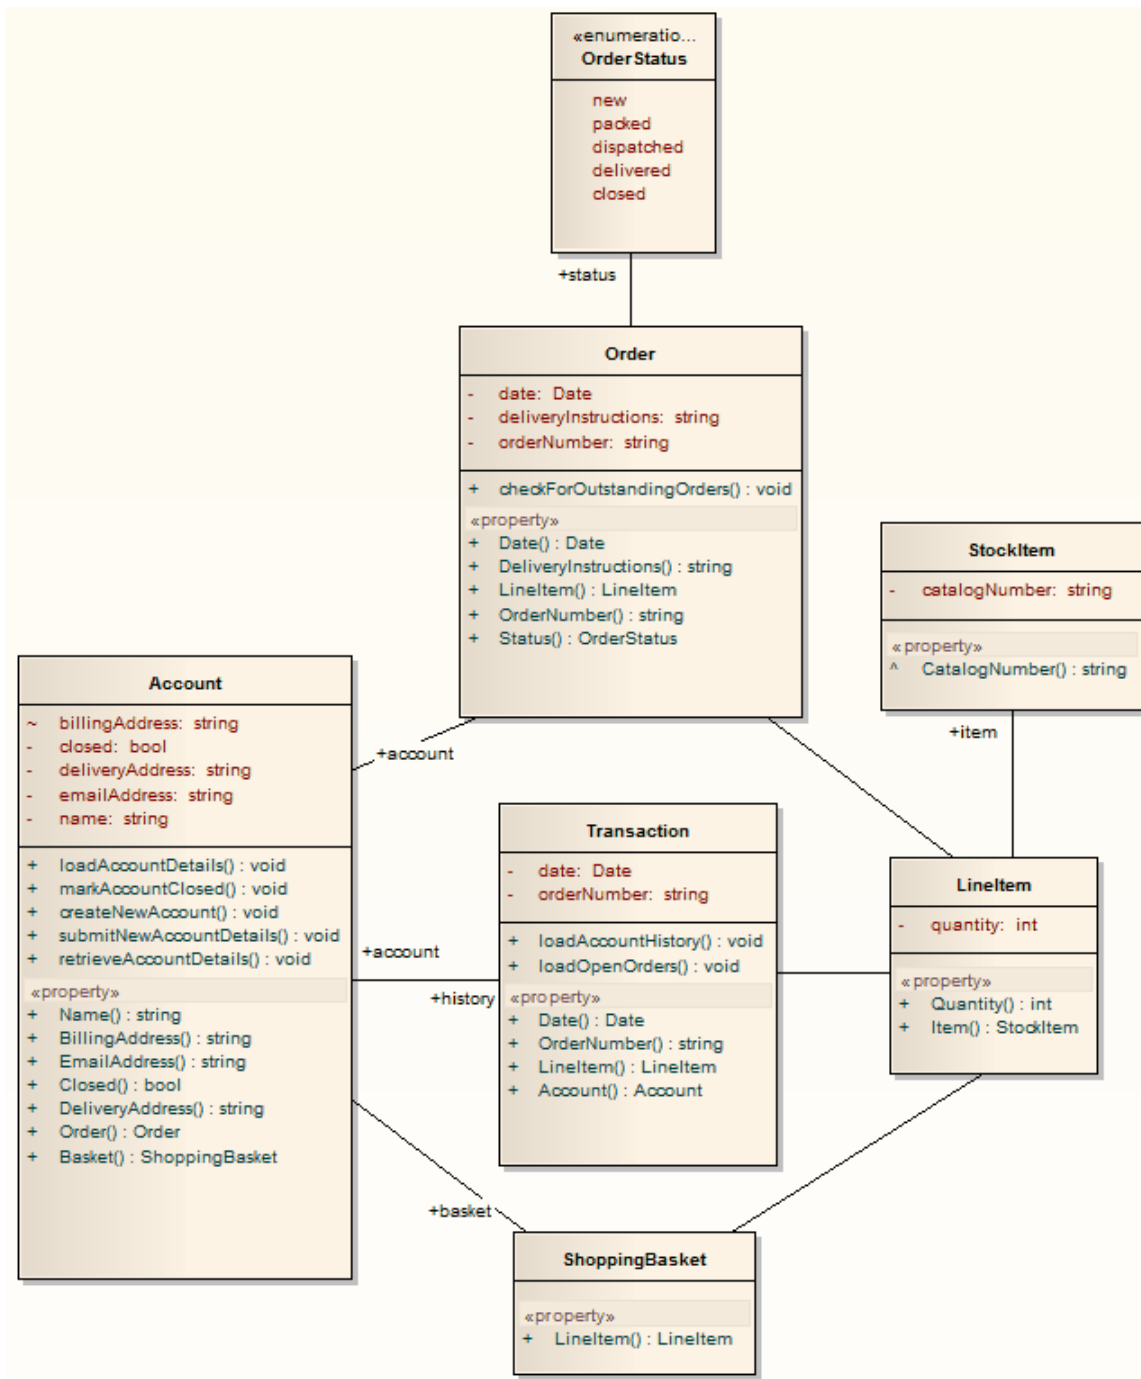 «enumeratio...
OrderStatus
new
packed
dispatched
delivered
closed
+status
Order
- date: Date
- deliveryInstructions: string
- orderNumber: string
+ checkForOutstandingOrders() : void
«property»
+ Date() : Date
+ DeliveryInstructions() : string
+ LineItem() : LineItem
+ OrderNumber() : string
+ Status() : OrderStatus
StockItem
- catalogNumber: string
«property»
^ CatalogNumber() : string
+item
Account
~ billingAddress: string
- closed: bool
- deliveryAddress: string
- emailAddress: string
- name: string
+ loadAccountDetails() : void
+ markAccountClosed() : void
+ createNewAccount() : void
+ submitNewAccountDetails() : void
+ retrieveAccountDetails() : void
«property»
+ Name() : string
+ BillingAddress() : string
+ EmailAddress() : string
+ Closed() : bool
+ DeliveryAddress() : string
+ Order() : Order
+ Basket() : ShoppingBasket
+account
+account
+history
+basket
Transaction
- date: Date
- orderNumber: string
+ loadAccountHistory() : void
+ loadOpenOrders() : void
«property»
+ Date() : Date
+ OrderNumber() : string
+ LineItem() : LineItem
+ Account() : Account
LineItem
- quantity: int
«property»
+ Quantity() : int
+ Item() : StockItem
ShoppingBasket
«property»
+ LineItem() : LineItem